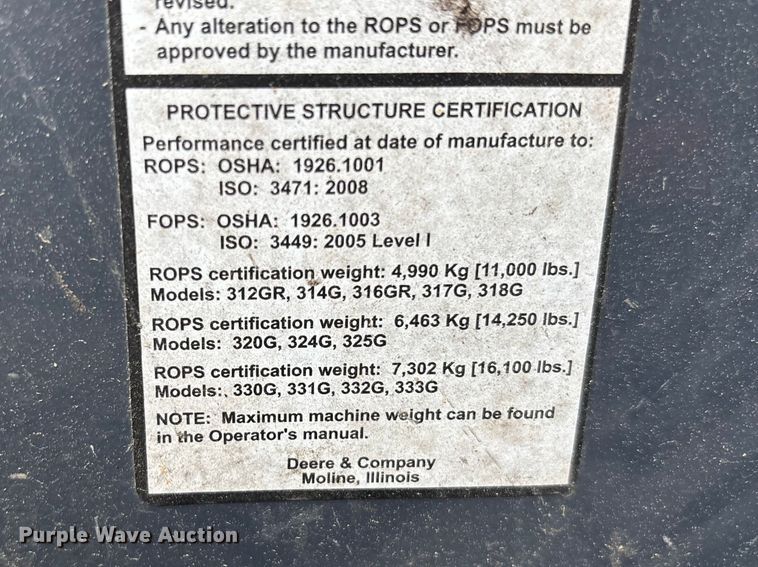 revised.
- Any alteration to the ROPS or FOPS must be
approved by the manufacturer.
PROTECTIVE STRUCTURE CERTIFICATION
Performance certified at date of manufacture to:
ROPS: OSHA: 1926.1001
ISO: 3471: 2008
FOPS: OSHA: 1926.1003
ISO: 3449: 2005 Level I
ROPS certification weight: 4,990 Kg [11,000 lbs.]
Models: 312GR, 314G, 316GR, 317G, 318G
ROPS certification weight: 6,463 Kg [14,250 lbs.]
Models: 320G, 324G, 325G
ROPS certification weight: 7,302 Kg [16,100 lbs.]
Models:, 330G, 331G, 332G, 333G
NOTE: Maximum machine weight can be found
in the Operator's manual.
Deere & Company
Moline, Illinois
Purple Wave Auction